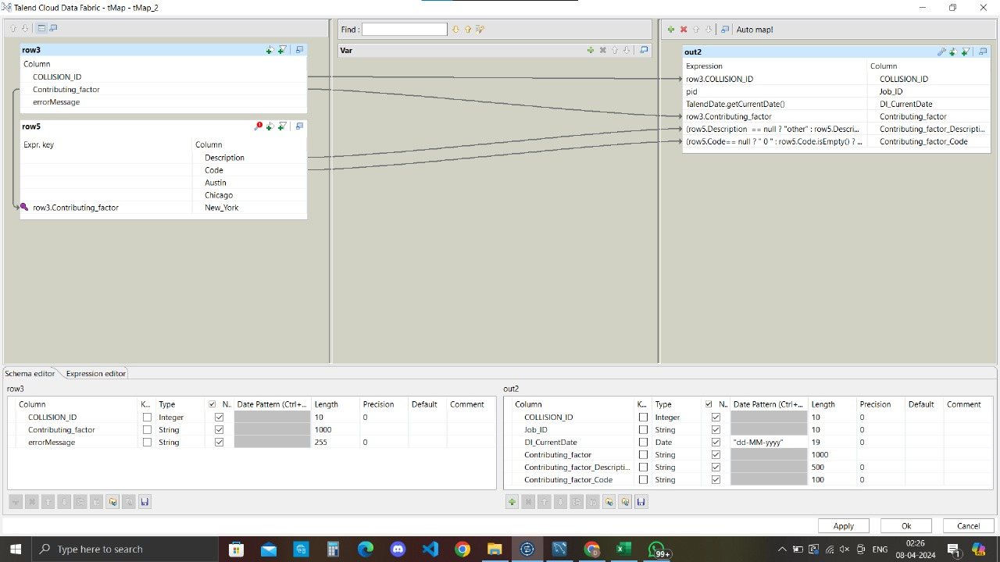 Talend Cloud Data Fabric - tMap - tMap_2
Find :
Auto map!
row3
Column
COLLISION_ID
Contributing_factor
errorMessage
row5
Expr. key Column
Description
Code
Austin
Chicago
row3.Contributing_factor New_York
Var
out2
Expression Column
row3.COLLISION_ID COLLISION_ID
pid Job_ID
TalendDate.getCurrentDate() DI_CurrentDate
row3.Contributing_factor Contributing_factor
(row5.Description == null ? "other" : row5.Descri... Contributing_factor_Descripti...
(row5.Code== null ? " 0 " : row5.Code.isEmpty() ? ... Contributing_factor_Code
Schema editor Expression editor
row3
Column K... Type N.. Date Pattern (Ctrl+... Length Precision Default Comment
COLLISION_ID Integer 10 0
Contributing_factor String 1000
errorMessage String 255 0
out2
Column K... Type N.. Date Pattern (Ctrl+... Length Precision Default Comment
COLLISION_ID Integer 10 0
Job_ID String 10 0
DI_CurrentDate Date "dd-MM-yyyy" 19 0
Contributing_factor String 1000
Contributing_factor_Descripti... String 500 0
Contributing_factor_Code String 100 0
Apply Ok Cancel
Type here to search
99+
ENG
02:26
08-04-2024
1